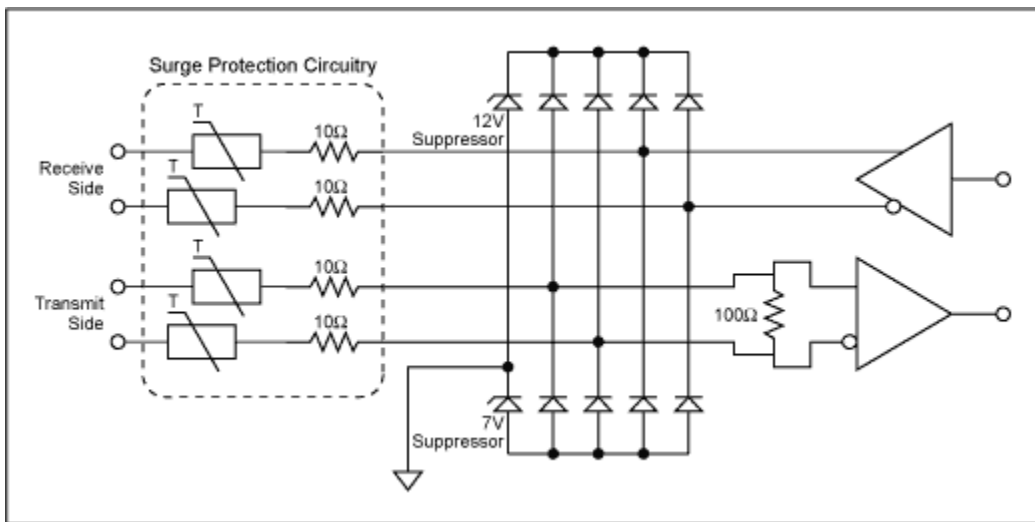 Surge Protection Circuitry
T
10Ω
12V
Suppressor
Receive
Side
T
10Ω
T
10Ω
Transmit
Side
T
10Ω
100Ω
7V
Suppressor